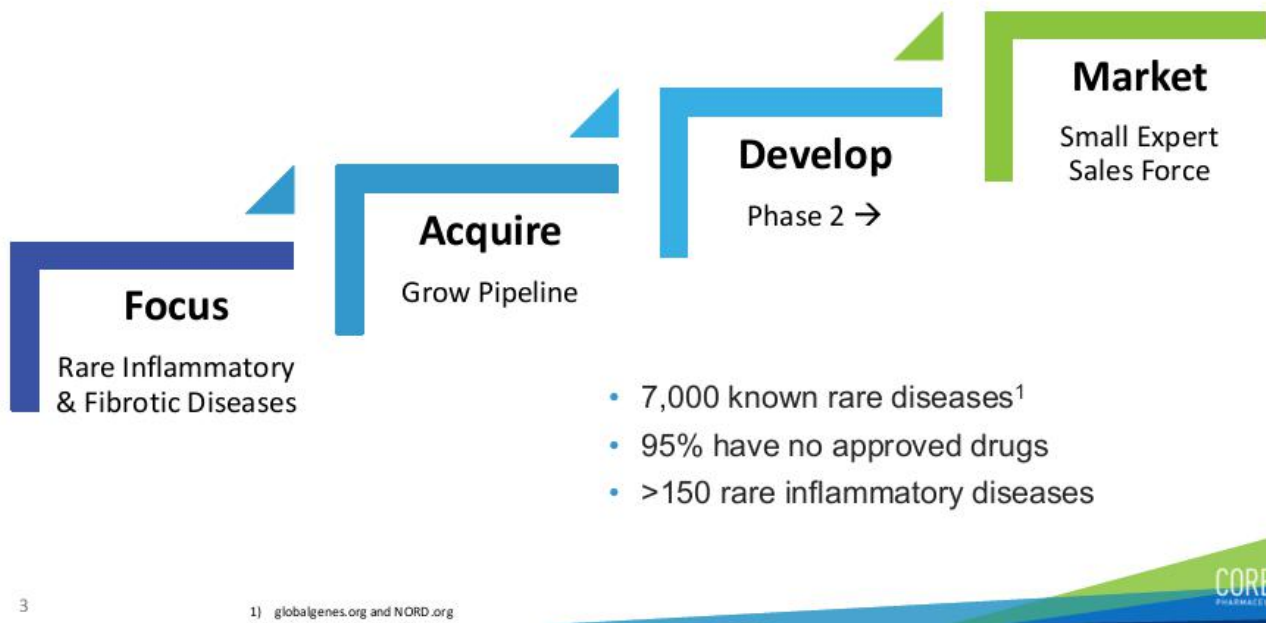 Focus
Rare Inflammatory
& Fibrotic Diseases
Acquire
Grow Pipeline
Develop
Phase 2 →
Market
Small Expert
Sales Force
• 7,000 known rare diseases¹
• 95% have no approved drugs
• >150 rare inflammatory diseases
3
1) globalgenes.org and NORD.org